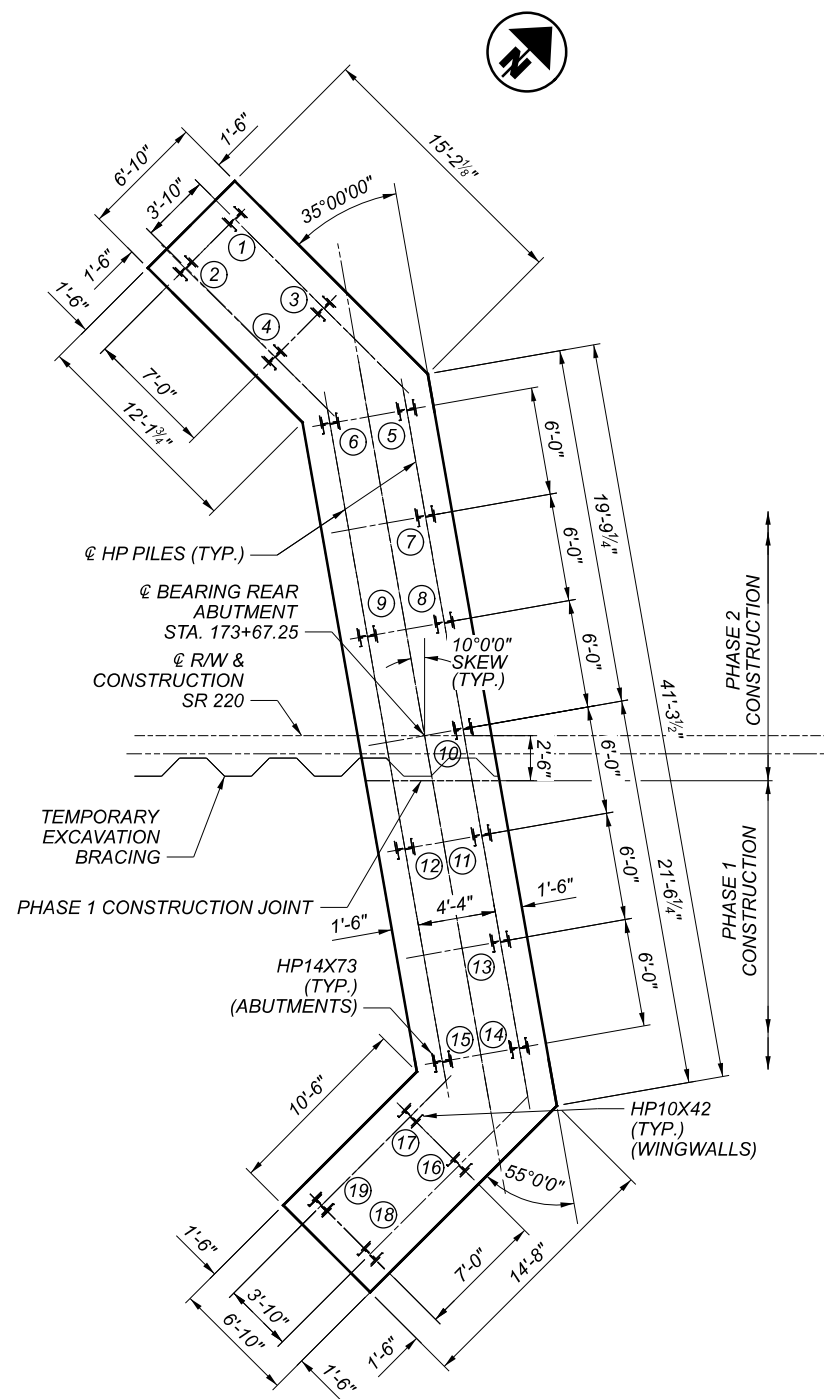 N
1'-6"
6'-10"
3'-10"
15'-2⅛"
35°00'00"
1
2
3
4
1'-6"
1'-6"
7'-0"
12'-1¾"
6
5
6'-0"
7
6'-0"
19'-9¼"
℄ HP PILES (TYP.)
9
8
6'-0"
℄ BEARING REAR
ABUTMENT
STA. 173+67.25
10°0'0"
SKEW
(TYP.)
PHASE 2
CONSTRUCTION
℄ R/W &
CONSTRUCTION
SR 220
41'-3½"
10
2'-6"
6'-0"
TEMPORARY
EXCAVATION
BRACING
12
11
6'-0"
21'-6¼"
PHASE 1
CONSTRUCTION
PHASE 1 CONSTRUCTION JOINT
1'-6"
4'-4"
1'-6"
13
6'-0"
HP14X73
(TYP.)
(ABUTMENTS)
15
14
10'-6"
HP10X42
(TYP.)
(WINGWALLS)
17
16
55°0'0"
19
18
7'-0"
14'-8"
1'-6"
3'-10"
6'-10"
1'-6"
1'-6"